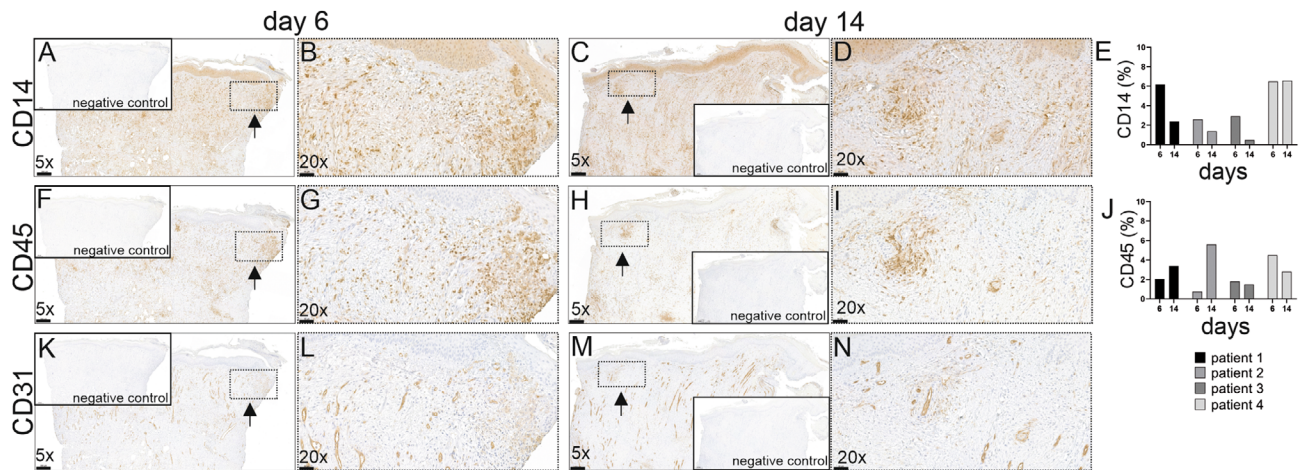 day 6
day 14
CD14
A
negative control
5x
B
20x
C
negative control
5x
D
20x
E
CD14 (%)
10
8
6
4
2
0
6 14 6 14 6 14 6 14
days
CD45
F
negative control
5x
G
20x
H
negative control
5x
I
20x
J
CD45 (%)
10
8
6
4
2
0
6 14 6 14 6 14 6 14
days
CD31
K
negative control
5x
L
20x
M
negative control
5x
N
20x
patient 1
patient 2
patient 3
patient 4